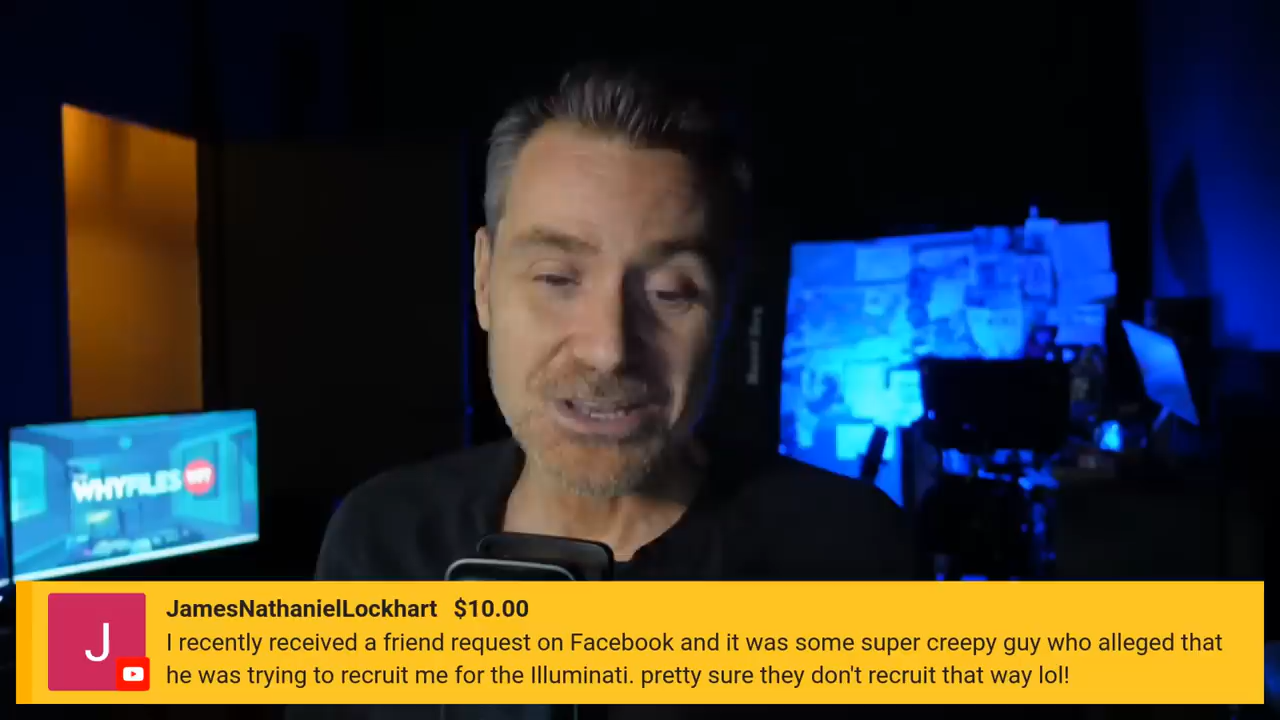 WHYFILES
JamesNathanielLockhart $10.00
J
I recently received a friend request on Facebook and it was some super creepy guy who alleged that
he was trying to recruit me for the Illuminati. pretty sure they don't recruit that way lol!